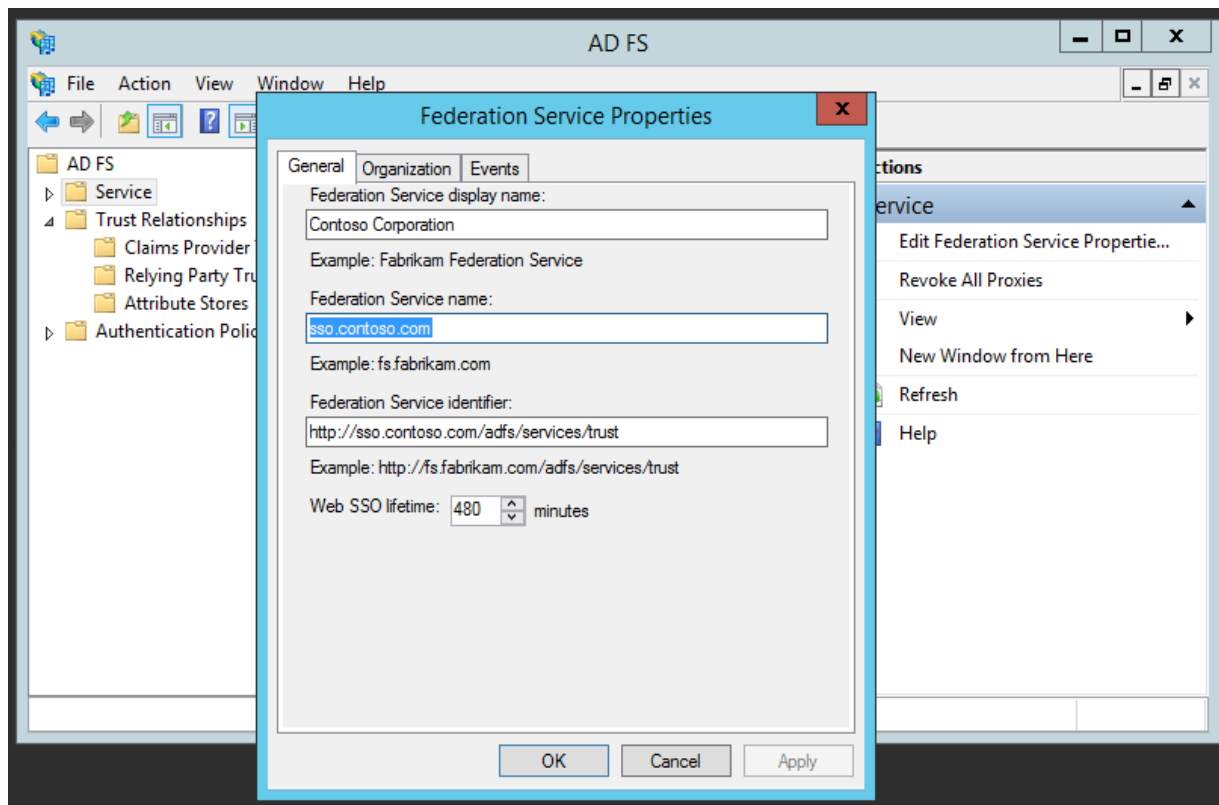 AD FS
File Action View Window Help
AD FS
Service
Trust Relationships
Claims Provider
Relying Party
Attribute Stores
Authentication
Federation Service Properties
General Organization Events
Federation Service display name:
Contoso Corporation
Example: Fabrikam Federation Service
Federation Service name:
sso.contoso.com
Example: fs.fabrikam.com
Federation Service identifier:
http://sso.contoso.com/adfs/services/trust
Example: http://fs.fabrikam.com/adfs/services/trust
Web SSO lifetime: 480 minutes
OK Cancel Apply
ctions
ervice
Edit Federation Service Propertie...
Revoke All Proxies
View
New Window from Here
Refresh
Help